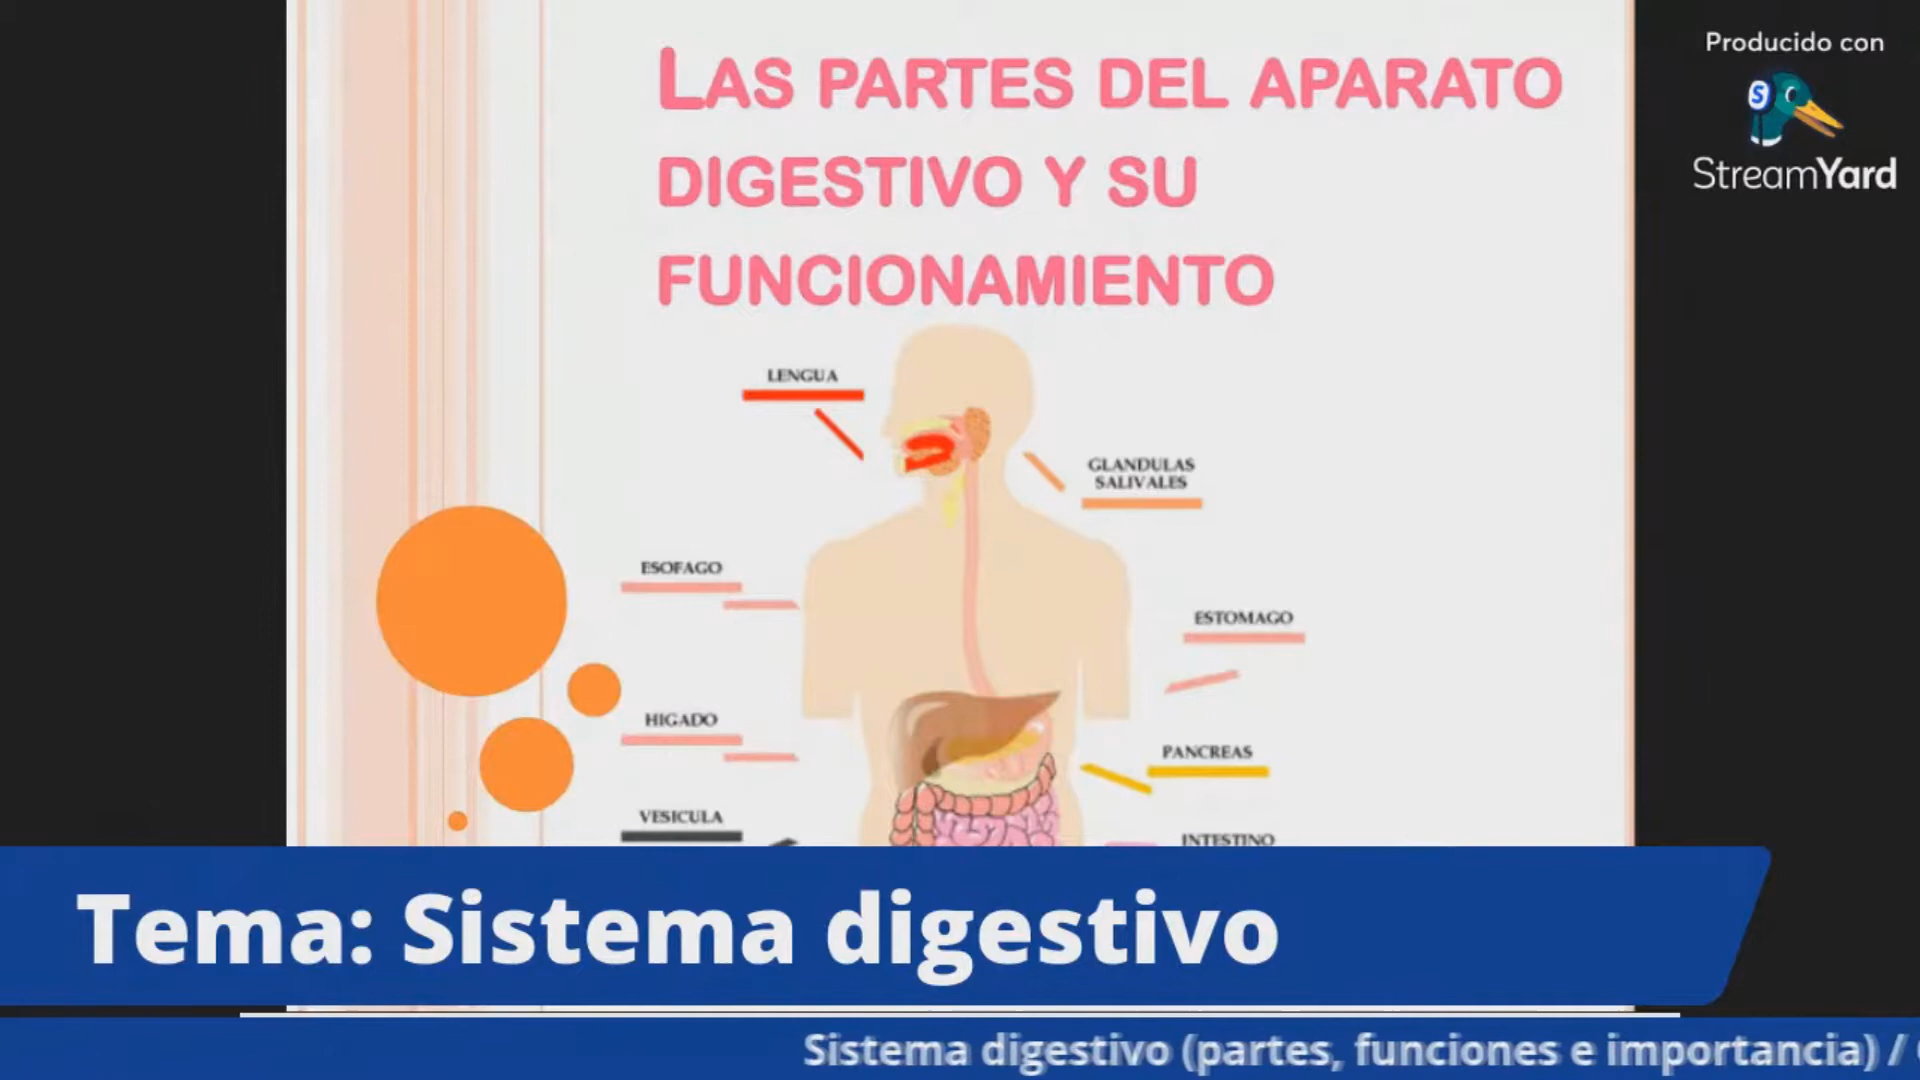 Producido con
StreamYard
LAS PARTES DEL APARATO
DIGESTIVO Y SU
FUNCIONAMIENTO
LENGUA
GLANDULAS
SALIVALES
ESOFAGO
ESTOMAGO
HIGADO
PANCREAS
VESICULA
INTESTINO
Tema: Sistema digestivo
Sistema digestivo (partes, funciones e importancia) /